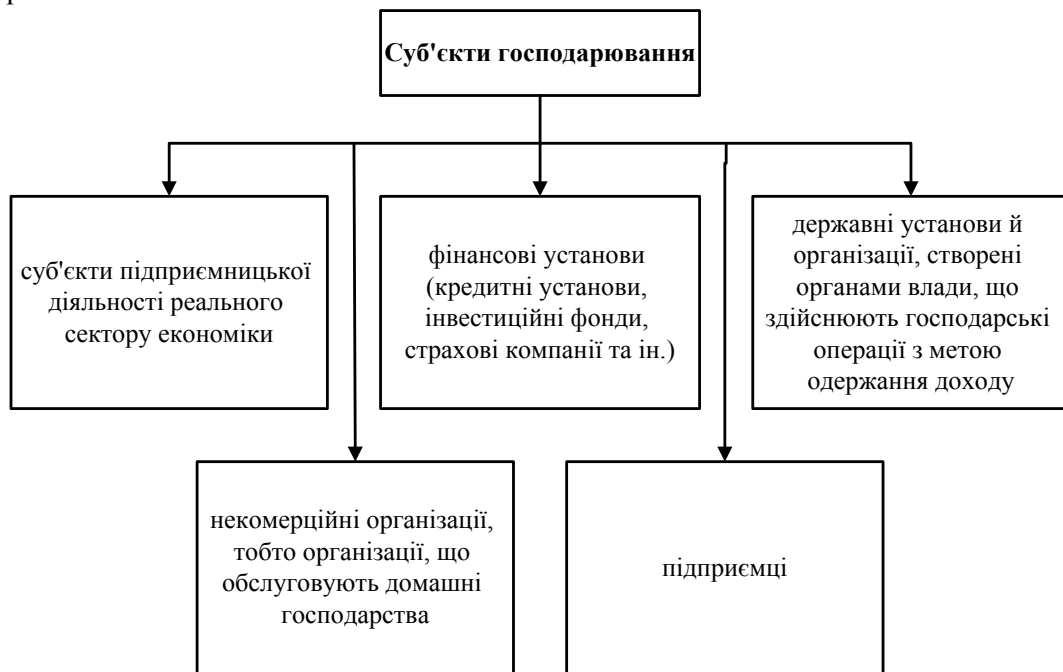 Суб'єкти господарювання
суб'єкти підприємницької
діяльності реального
сектору економіки
фінансові установи
(кредитні установи,
інвестиційні фонди,
страхові компанії та ін.)
державні установи й
організації, створені
органами влади, що
здійснюють господарські
операції з метою
одержання доходу
некомерційні організації,
тобто організації, що
обслуговують домашні
господарства
підприємці